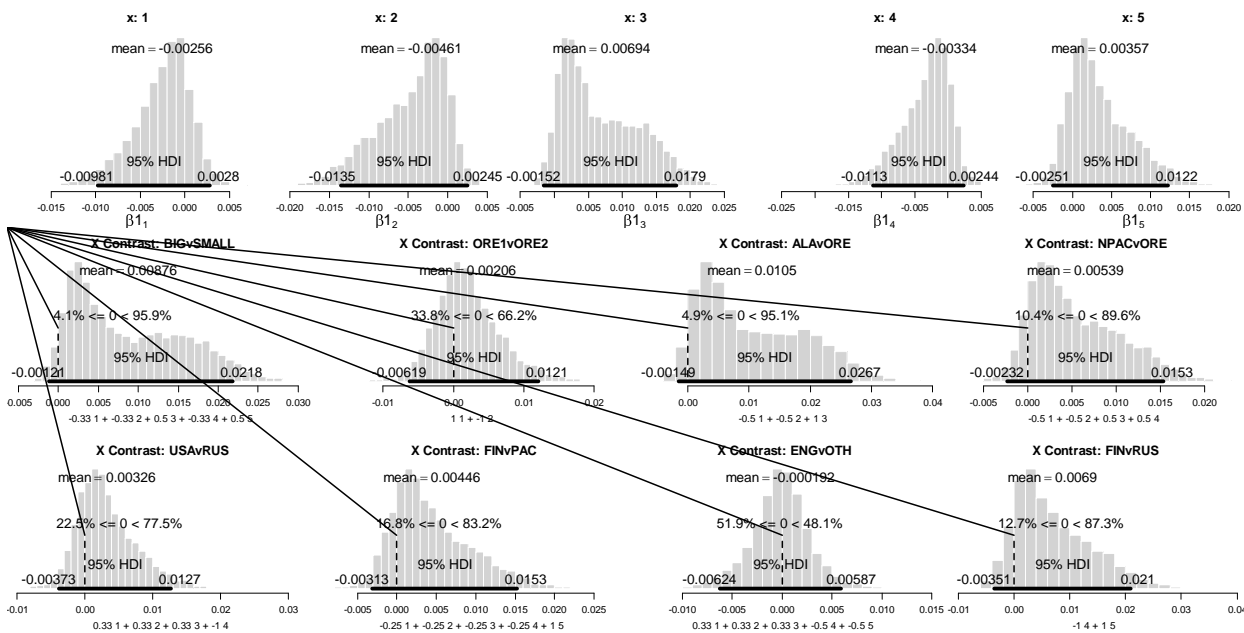 x: 1
mean = -0.00256
95% HDI
-0.00981 0.0028
-0.015 -0.010 -0.005 0.000 0.005
β1₁
x: 2
mean = -0.00461
95% HDI
-0.0135 0.00245
-0.020 -0.015 -0.010 -0.005 0.000 0.005
β1₂
x: 3
mean = 0.00694
95% HDI
-0.00152 0.0179
-0.005 0.000 0.005 0.010 0.015 0.020 0.025
β1₃
x: 4
mean = -0.00334
95% HDI
-0.0113 0.00244
-0.025 -0.015 -0.005 0.005
β1₄
x: 5
mean = 0.00357
95% HDI
-0.00251 0.0122
-0.005 0.000 0.005 0.010 0.015 0.020
β1₅
X Contrast: BIGvSMALL
mean = 0.00876
4.1% <= 0 < 95.9%
95% HDI
-0.00121 0.0218
0.005 0.000 0.005 0.010 0.015 0.020 0.025 0.030
-0.33 1 + -0.33 2 + 0.5 3 + -0.33 4 + 0.5 5
X Contrast: ORE1vORE2
mean = 0.00206
33.8% <= 0 < 66.2%
95% HDI
0.00619 0.0121
-0.01 0.00 0.01 0.02
1 1 + -1 2
X Contrast: ALAvORE
mean = 0.0105
4.9% <= 0 < 95.1%
95% HDI
-0.00149 0.0267
0.00 0.01 0.02 0.03 0.04
-0.5 1 + -0.5 2 + 1 3
X Contrast: NPACvORE
mean = 0.00539
10.4% <= 0 < 89.6%
95% HDI
-0.00232 0.0153
-0.005 0.000 0.005 0.010 0.015 0.020
-0.5 1 + -0.5 2 + 0.5 3 + 0.5 4
X Contrast: USAvRUS
mean = 0.00326
22.5% <= 0 < 77.5%
95% HDI
-0.00373 0.0127
-0.01 0.00 0.01 0.02 0.03
0.33 1 + 0.33 2 + 0.33 3 + -1 4
X Contrast: FINvPAC
mean = 0.00446
16.8% <= 0 < 83.2%
95% HDI
-0.00313 0.0153
-0.005 0.000 0.005 0.010 0.015 0.020 0.025
-0.25 1 + -0.25 2 + -0.25 3 + -0.25 4 + 1 5
X Contrast: ENGvOTH
mean = -0.000192
51.9% <= 0 < 48.1%
95% HDI
-0.00624 0.00587
-0.010 -0.005 0.000 0.005 0.010 0.015
0.33 1 + 0.33 2 + 0.33 3 + -0.5 4 + -0.5 5
X Contrast: FINvRUS
mean = 0.0069
12.7% <= 0 < 87.3%
95% HDI
-0.00351 0.021
-0.01 0.00 0.01 0.02 0.03 0.04
-1 4 + 1 5